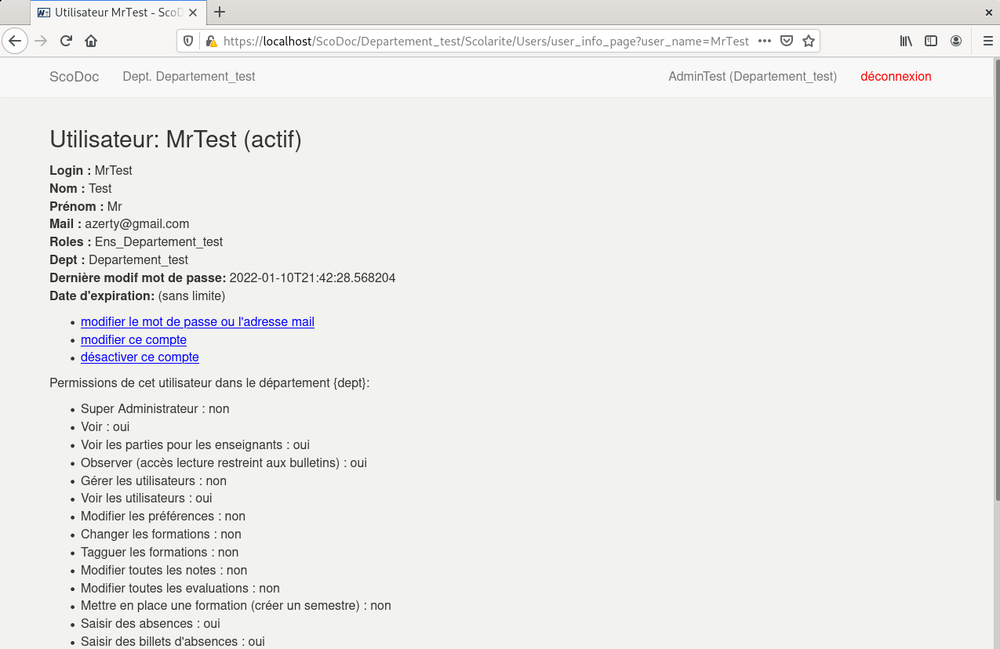 Utilisateur MrTest - ScoD
https://localhost/ScoDoc/Departement_test/Scolarite/Users/user_info_page?user_name=MrTest
ScoDoc Dept. Departement_test AdminTest (Departement_test) déconnexion
Utilisateur: MrTest (actif)
Login : MrTest
Nom : Test
Prénom : Mr
Mail : azerty@gmail.com
Roles : Ens_Departement_test
Dept : Departement_test
Dernière modif mot de passe: 2022-01-10T21:42:28.568204
Date d'expiration: (sans limite)
• modifier le mot de passe ou l'adresse mail
• modifier ce compte
• désactiver ce compte
Permissions de cet utilisateur dans le département {dept}:
• Super Administrateur : non
• Voir : oui
• Voir les parties pour les enseignants : oui
• Observer (accès lecture restreint aux bulletins) : oui
• Gérer les utilisateurs : non
• Voir les utilisateurs : oui
• Modifier les préférences : non
• Changer les formations : non
• Tagguer les formations : non
• Modifier toutes les notes : non
• Modifier toutes les evaluations : non
• Mettre en place une formation (créer un semestre) : non
• Saisir des absences : oui
• Saisir des billets d'absences : oui